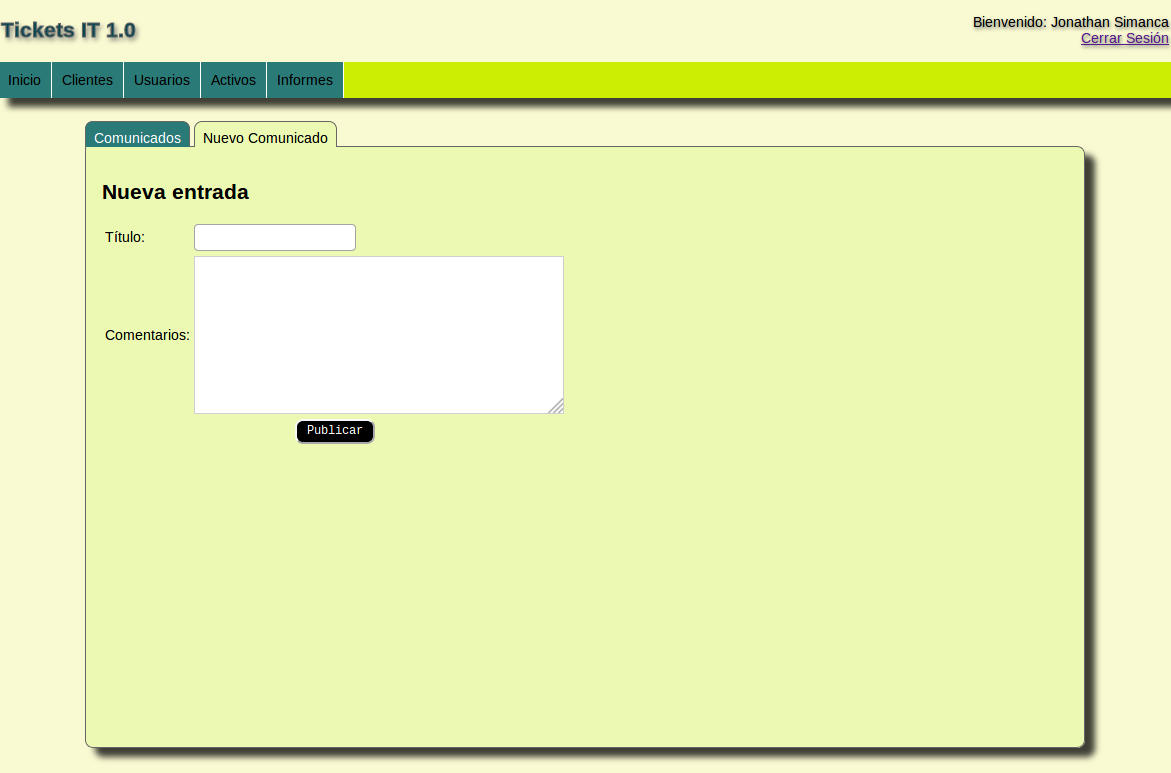 Tickets IT 1.0
Bienvenido: Jonathan Simanca
Cerrar Sesión
Inicio Clientes Usuarios Activos Informes
Comunicados Nuevo Comunicado
Nueva entrada
Título:
Comentarios:
Publicar